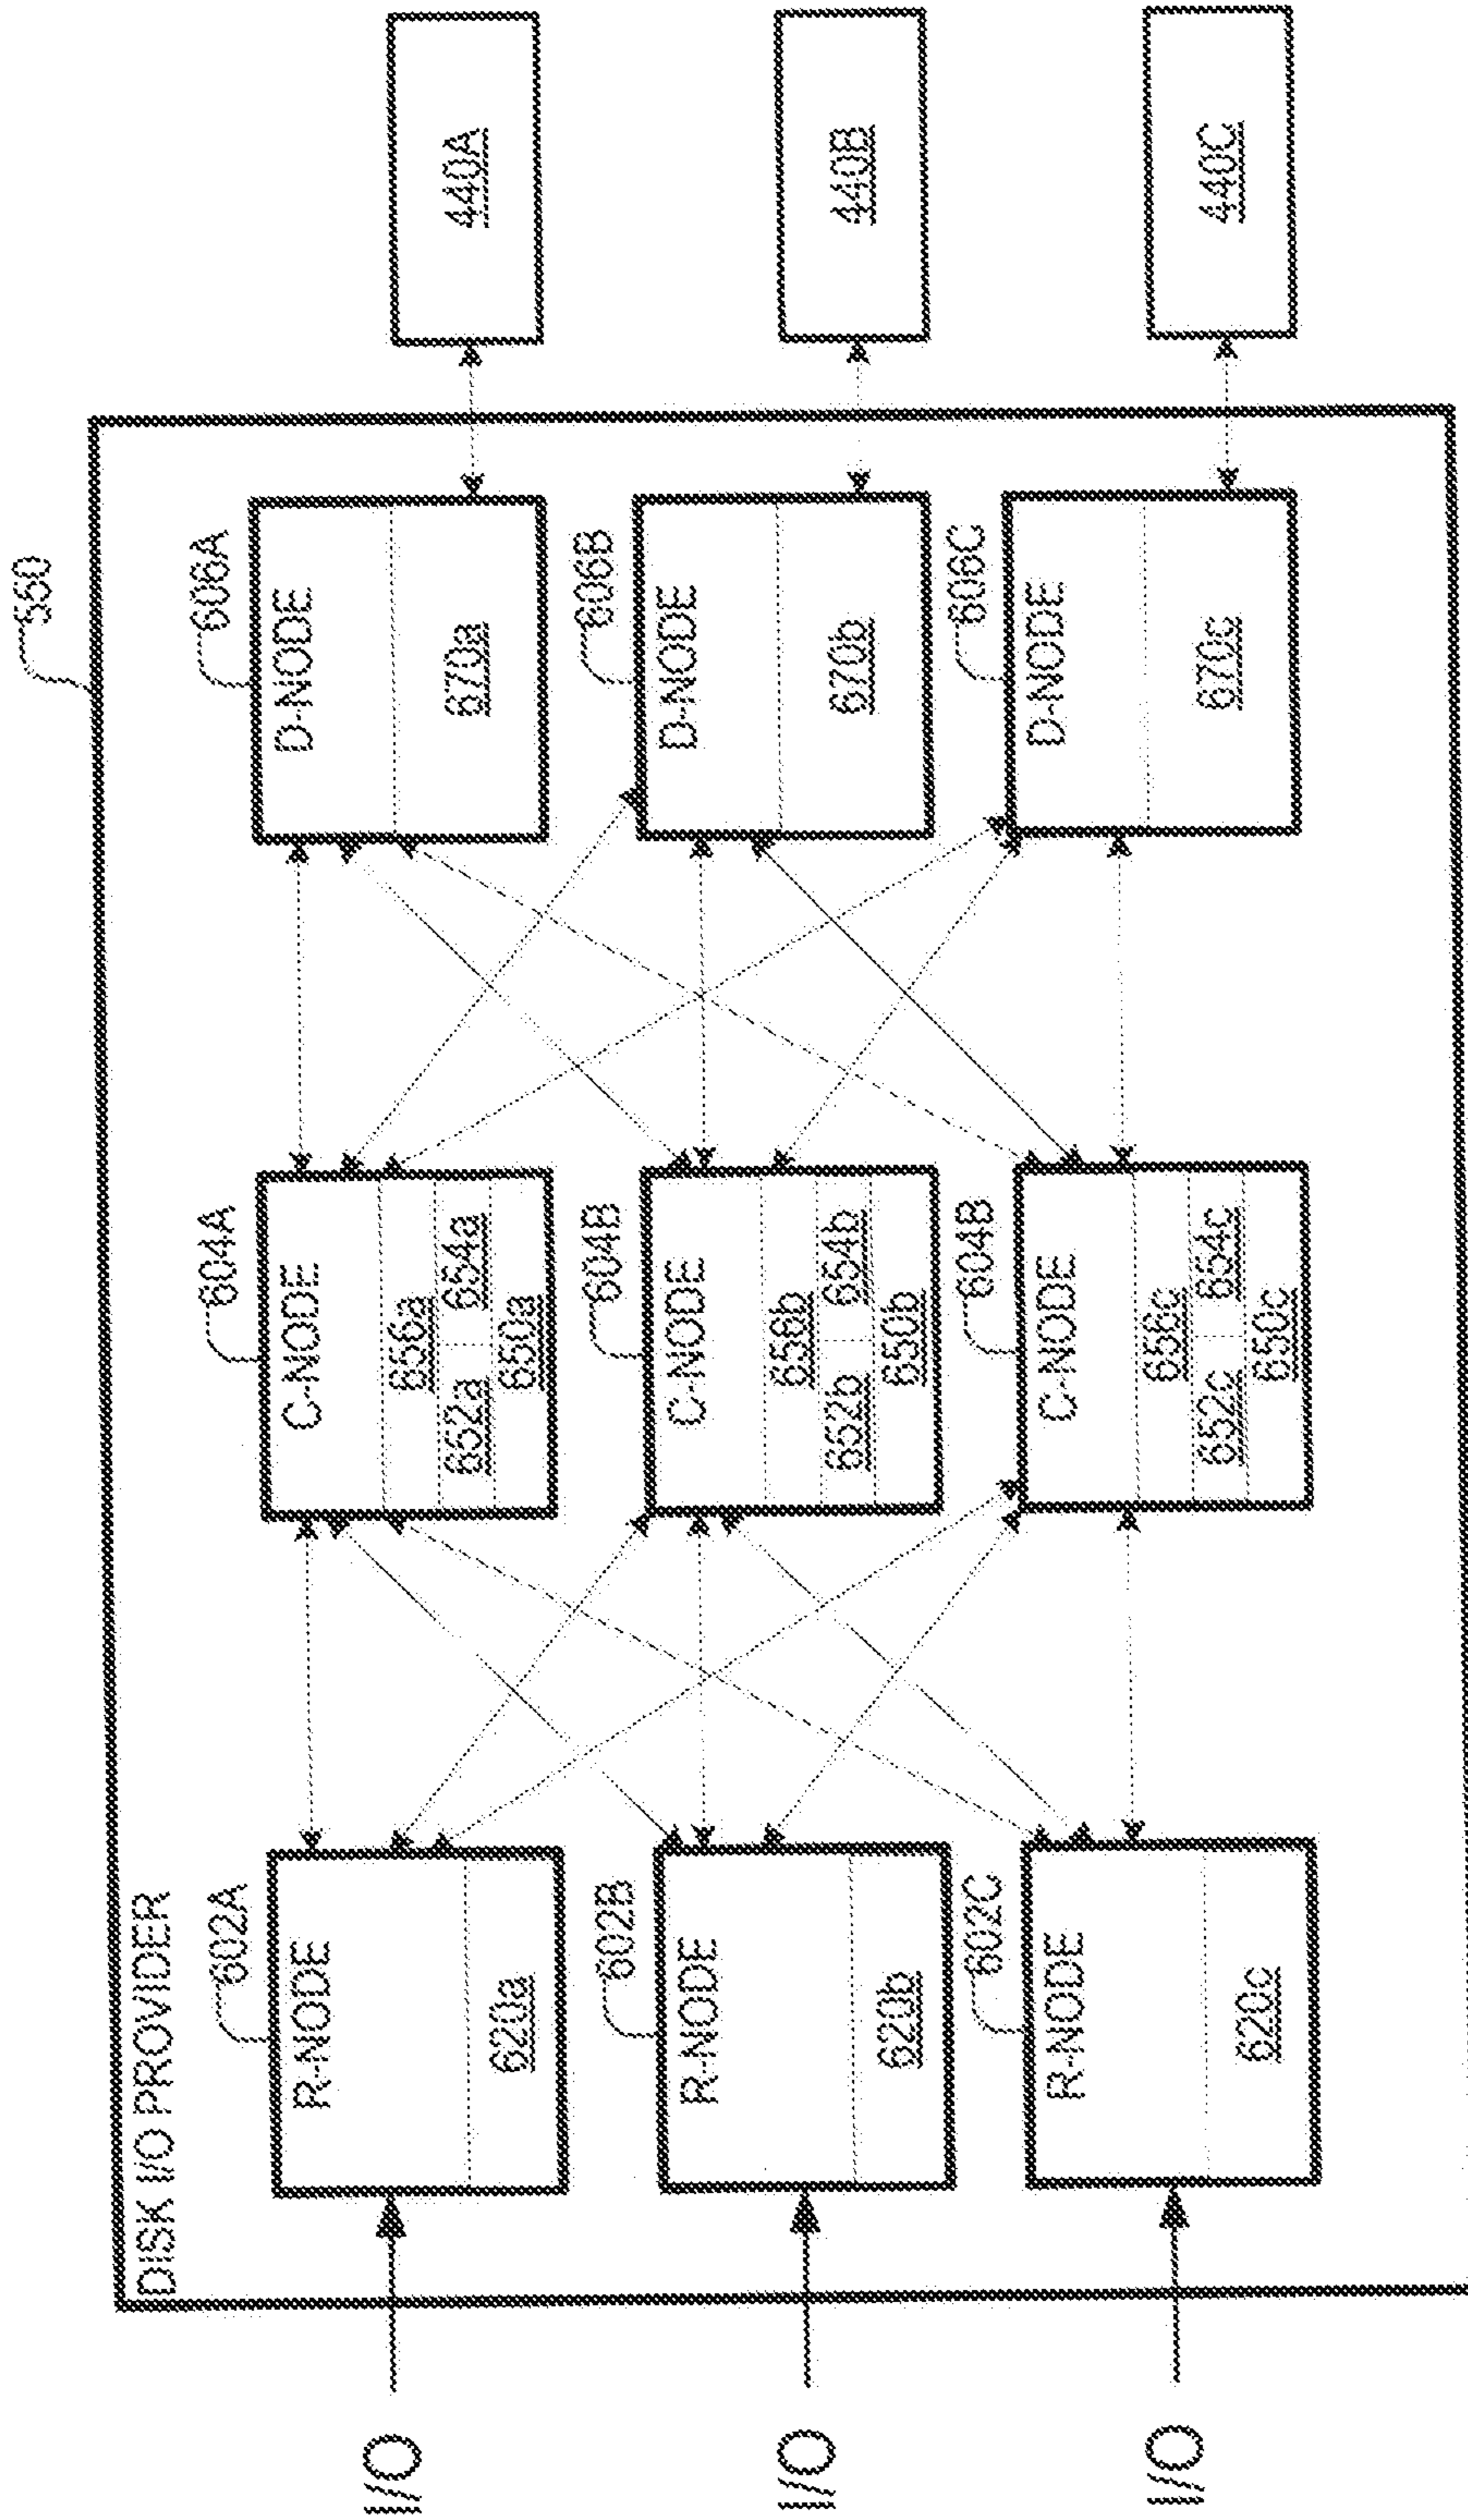 550
DISK I/O PROVIDER
602A
604A
606A
R-NODE
C-NODE
D-NODE
I/O
656a
440A
652a 654a
620a
650a
670a
602B
604B
606B
R-NODE
C-NODE
D-NODE
I/O
656b
440B
652b 654b
620b
650b
670b
602C
604B
606C
R-NODE
C-NODE
D-NODE
I/O
656c
440C
652c 654c
620c
650c
670c